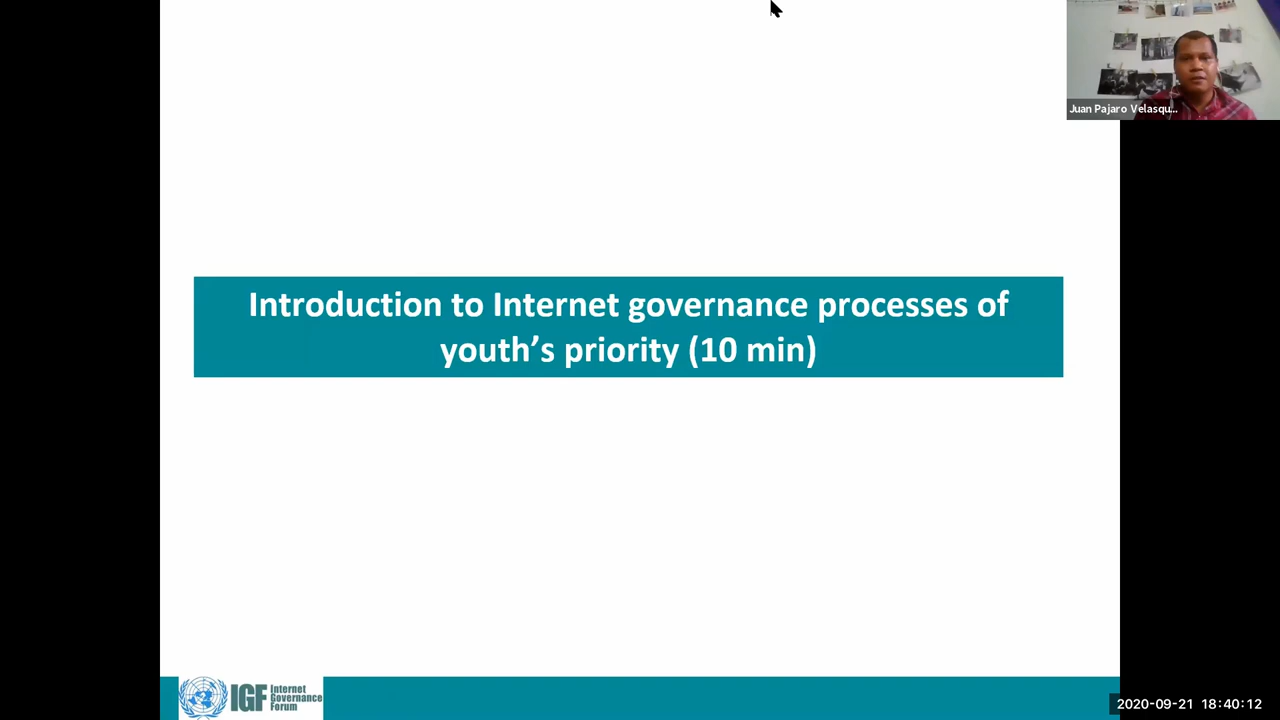 Juan Pajaro Velasqu...
Introduction to Internet governance processes of
youth's priority (10 min)
IGF Internet
Governance
Forum
2020-09-21 18:40:12